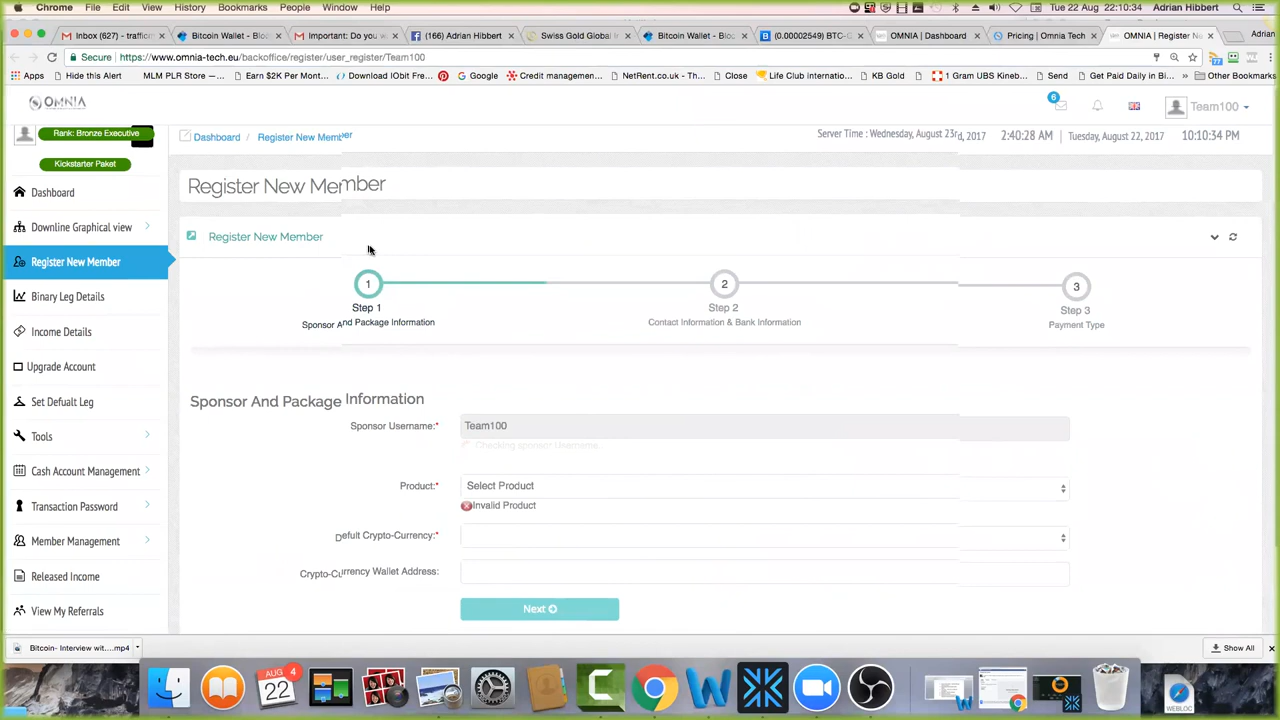 Chrome File Edit View History Bookmarks People Window Help Tue 22 Aug 22:10:34 Adrian Hibbert
Inbox (627) - traffic Bitcoin Wallet - Bloc Important: Do you w (166) Adrian Hibbert Swiss Gold Global I Bitcoin Wallet - Bloc (0.00002549) BTC-G OMNIA | Dashboard Pricing | Omnia Tech OMNIA | Register Ne Adrian
Secure https://www.omnia-tech.eu/backoffice/register/user_register/Team100
Apps Hide this Alert MLM PLR Store — Earn $2K Per Mont... Download IObit Fre... Google Credit managemen... NetRent.co.uk - Th... Close Life Club internatio... KB Gold 1 Gram UBS Kineb... Send Get Paid Daily in Bi... Other Bookmarks
OMNIA 6 Team100
Rank: Bronze Executive
Kickstarter Paket
Dashboard / Register New Member Server Time : Wednesday, August 23rd, 2017 2:40:28 AM Tuesday, August 22, 2017 10:10:34 PM
Dashboard
Downline Graphical view
Register New Member
Binary Leg Details
Income Details
Upgrade Account
Set Defualt Leg
Tools
Cash Account Management
Transaction Password
Member Management
Released Income
View My Referrals
Register New Member
Register New Member
1 2 3
Step 1 Step 2 Step 3
Sponsor And Package Information Contact Information & Bank Information Payment Type
Sponsor And Package Information
Sponsor Username:* Team100
Checking sponsor Username
Product:* Select Product
Invalid Product
Defult Crypto-Currency:*
Crypto-Currency Wallet Address:
Next
Bitcoin- Interview wit....mp4 Show All
AUG
22
4
WEBLOC